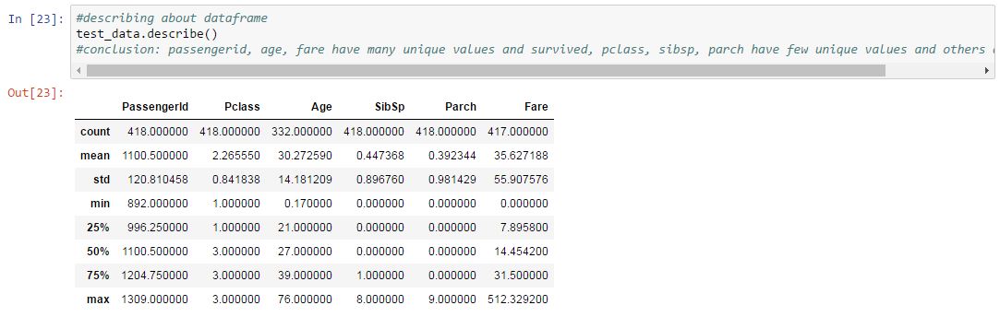 In [23]: #describing about dataframe
test_data.describe()
#conclusion: passengerid, age, fare have many unique values and survived, pclass, sibsp, parch have few unique values and others
Out[23]:
PassengerId Pclass Age SibSp Parch Fare
count 418.000000 418.000000 332.000000 418.000000 418.000000 417.000000
mean 1100.500000 2.265550 30.272590 0.447368 0.392344 35.627188
std 120.810458 0.841838 14.181209 0.896760 0.981429 55.907576
min 892.000000 1.000000 0.170000 0.000000 0.000000 0.000000
25% 996.250000 1.000000 21.000000 0.000000 0.000000 7.895800
50% 1100.500000 3.000000 27.000000 0.000000 0.000000 14.454200
75% 1204.750000 3.000000 39.000000 1.000000 0.000000 31.500000
max 1309.000000 3.000000 76.000000 8.000000 9.000000 512.329200